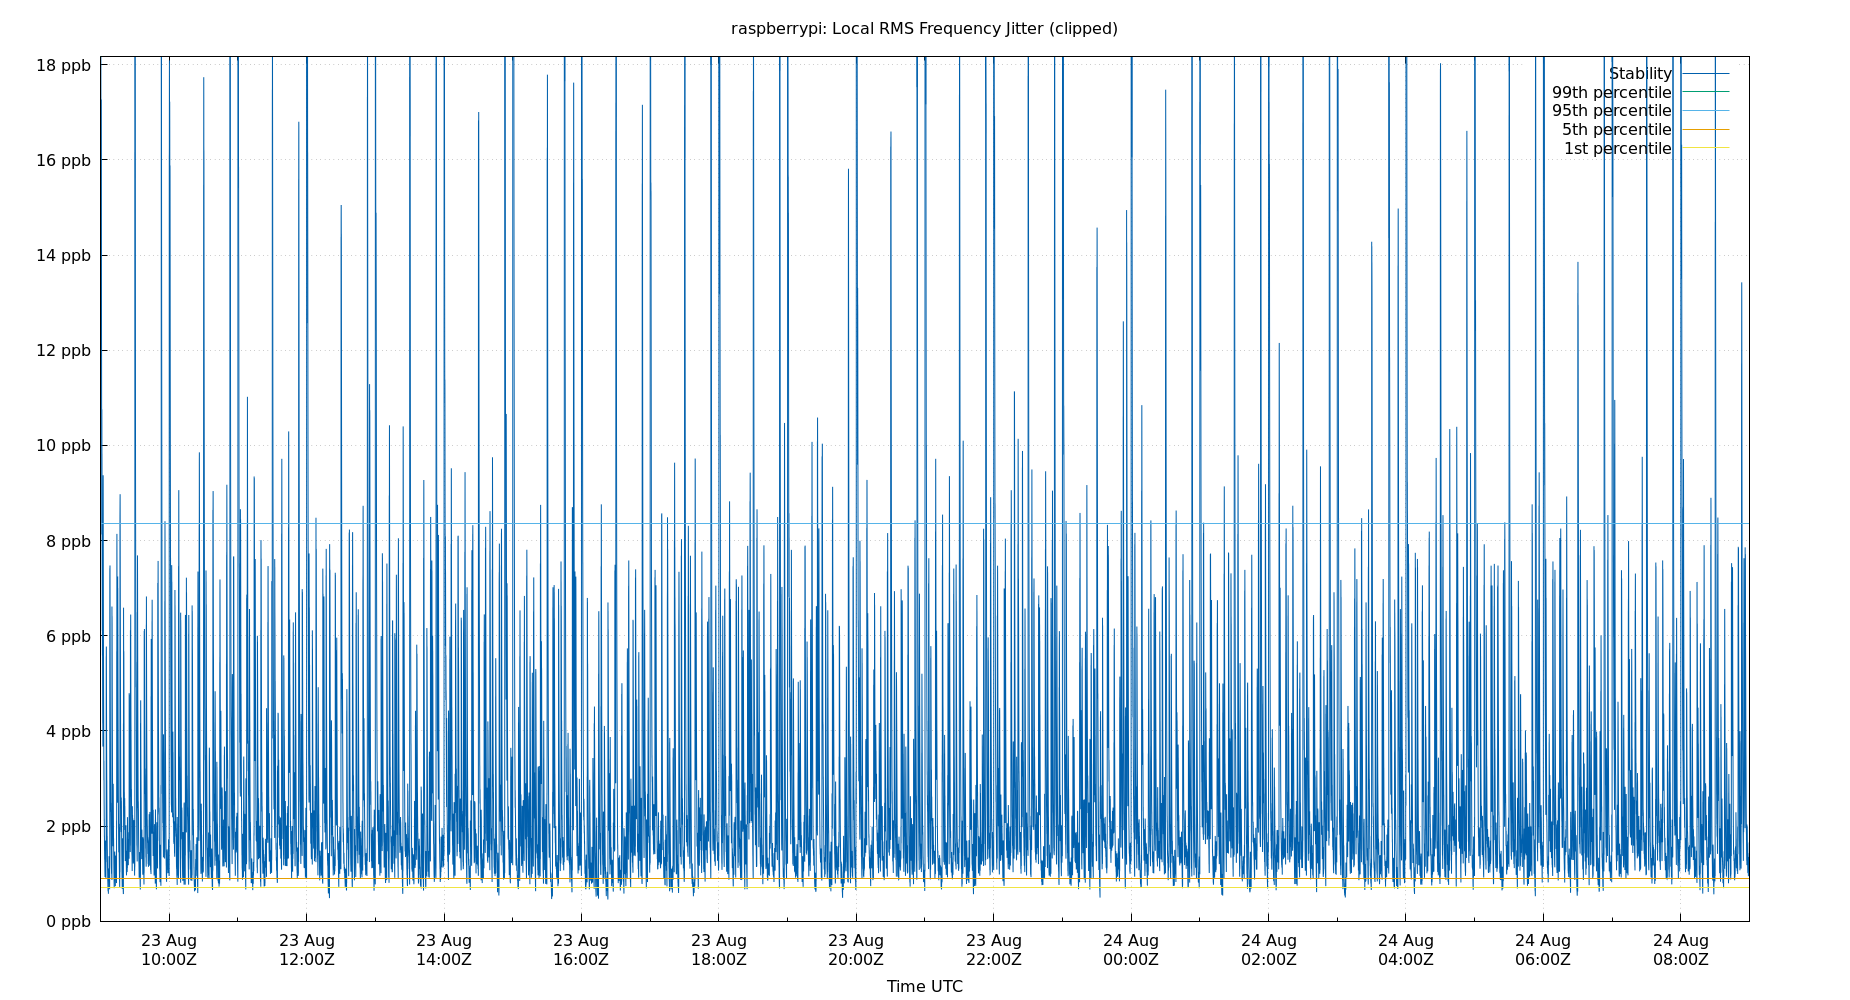 raspberrypi: Local RMS Frequency Jitter (clipped)
18 ppb
16 ppb
14 ppb
12 ppb
10 ppb
8 ppb
6 ppb
4 ppb
2 ppb
0 ppb
Stability
99th percentile
95th percentile
5th percentile
1st percentile
23 Aug 23 Aug 23 Aug 23 Aug 23 Aug 23 Aug 23 Aug 24 Aug 24 Aug 24 Aug 24 Aug 24 Aug
10:00Z 12:00Z 14:00Z 16:00Z 18:00Z 20:00Z 22:00Z 00:00Z 02:00Z 04:00Z 06:00Z 08:00Z
Time UTC